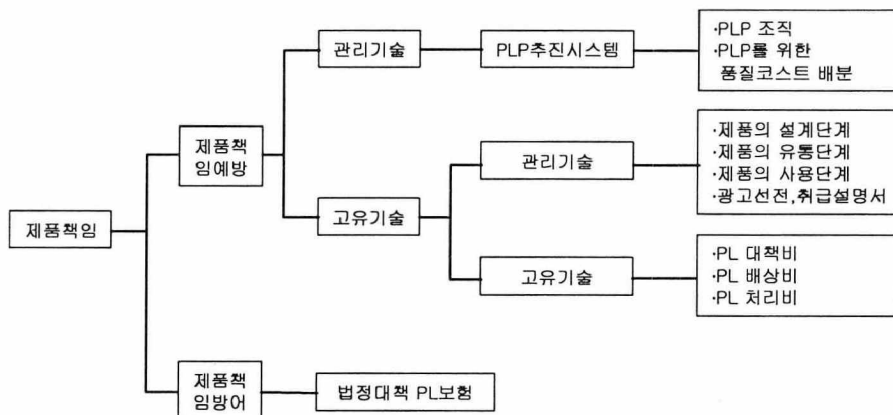 관리기술
PLP추진시스템
·PLP 조직
·PLP를 위한
품질코스트 배분
제품책
임예방
관리기술
·제품의 설계단계
·제품의 유통단계
·제품의 사용단계
·광고선전,취급설명서
고유기술
제품책임
고유기술
·PL 대책비
·PL 배상비
·PL 처리비
제품책
임방어
법정대책 PL보험